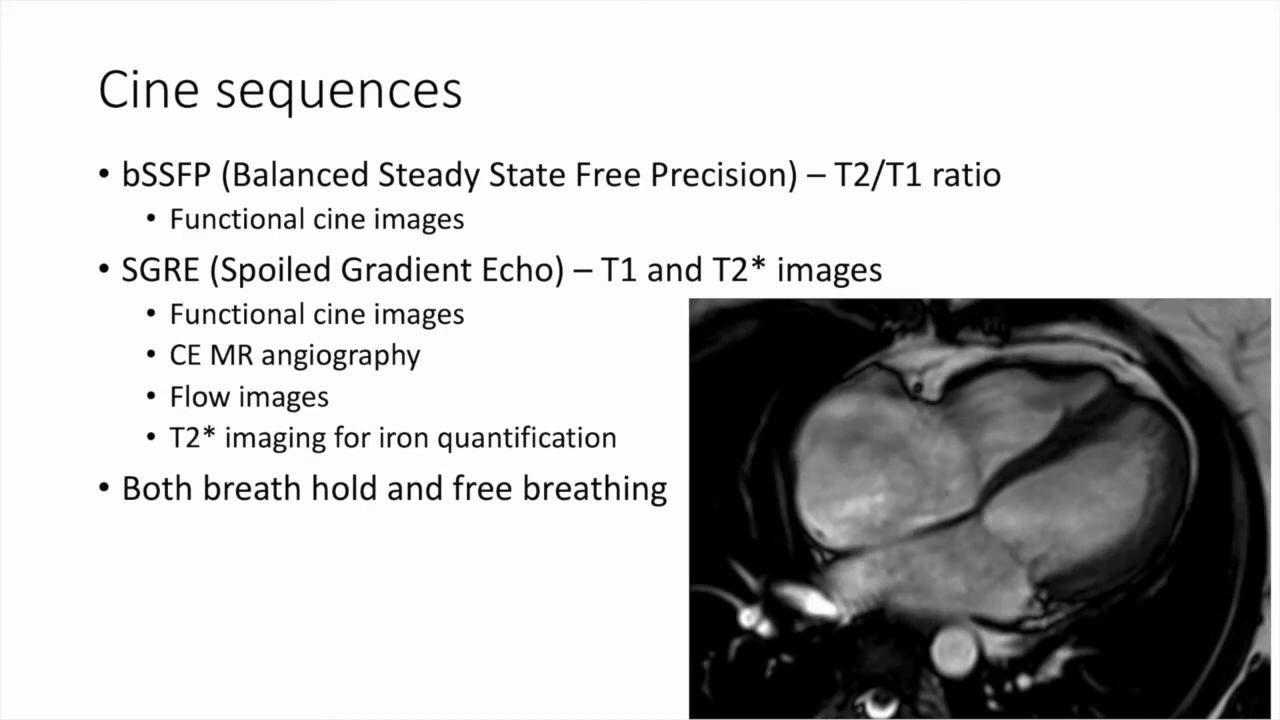 Cine sequences
• bSSFP (Balanced Steady State Free Precision) – T2/T1 ratio
• Functional cine images
• SGRE (Spoiled Gradient Echo) – T1 and T2* images
• Functional cine images
• CE MR angiography
• Flow images
• T2* imaging for iron quantification
• Both breath hold and free breathing